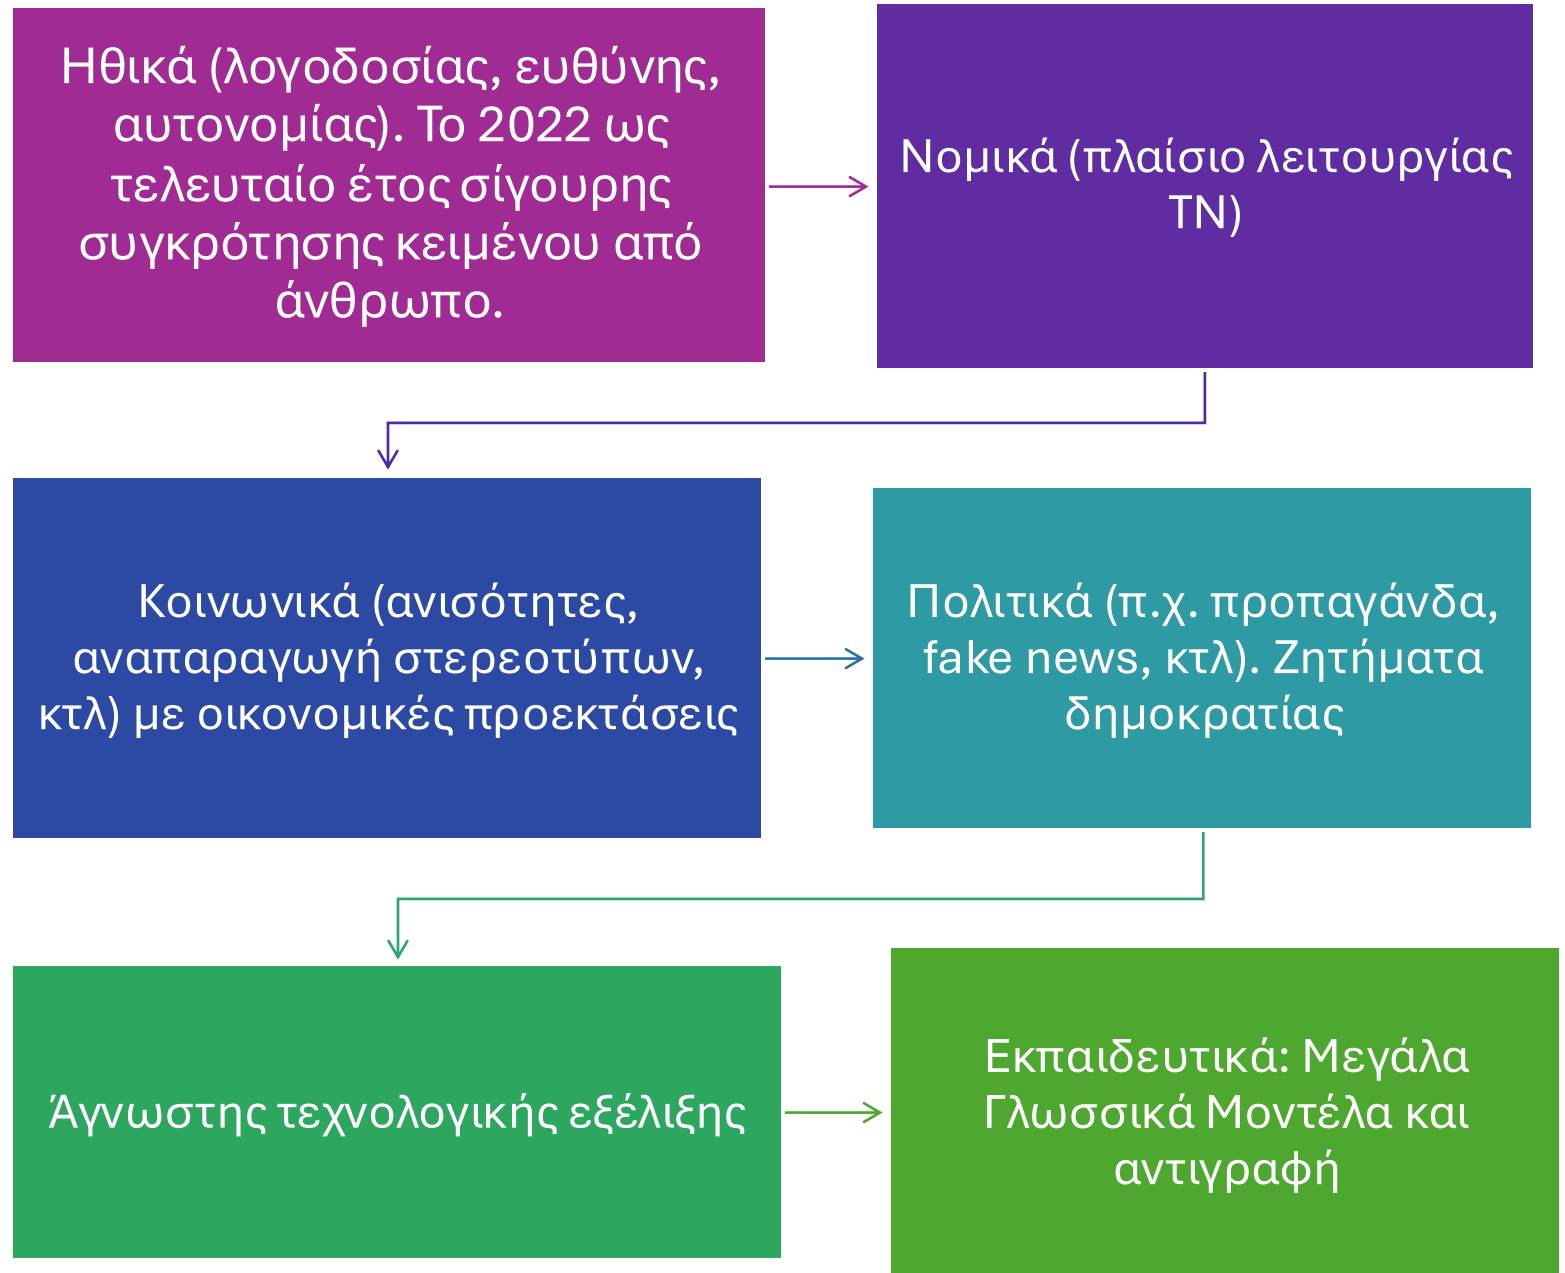 Ηθικά (λογοδοσίας, ευθύνης,
αυτονομίας). Το 2022 ως
τελευταίο έτος σίγουρης
συγκρότησης κειμένου από
άνθρωπο.
Νομικά (πλαίσιο λειτουργίας
ΤΝ)
Κοινωνικά (ανισότητες,
αναπαραγωγή στερεοτύπων,
κτλ) με οικονομικές προεκτάσεις
Πολιτικά (π.χ. προπαγάνδα,
fake news, κτλ). Ζητήματα
δημοκρατίας
Άγνωστης τεχνολογικής εξέλιξης
Εκπαιδευτικά: Μεγάλα
Γλωσσικά Μοντέλα και
αντιγραφή